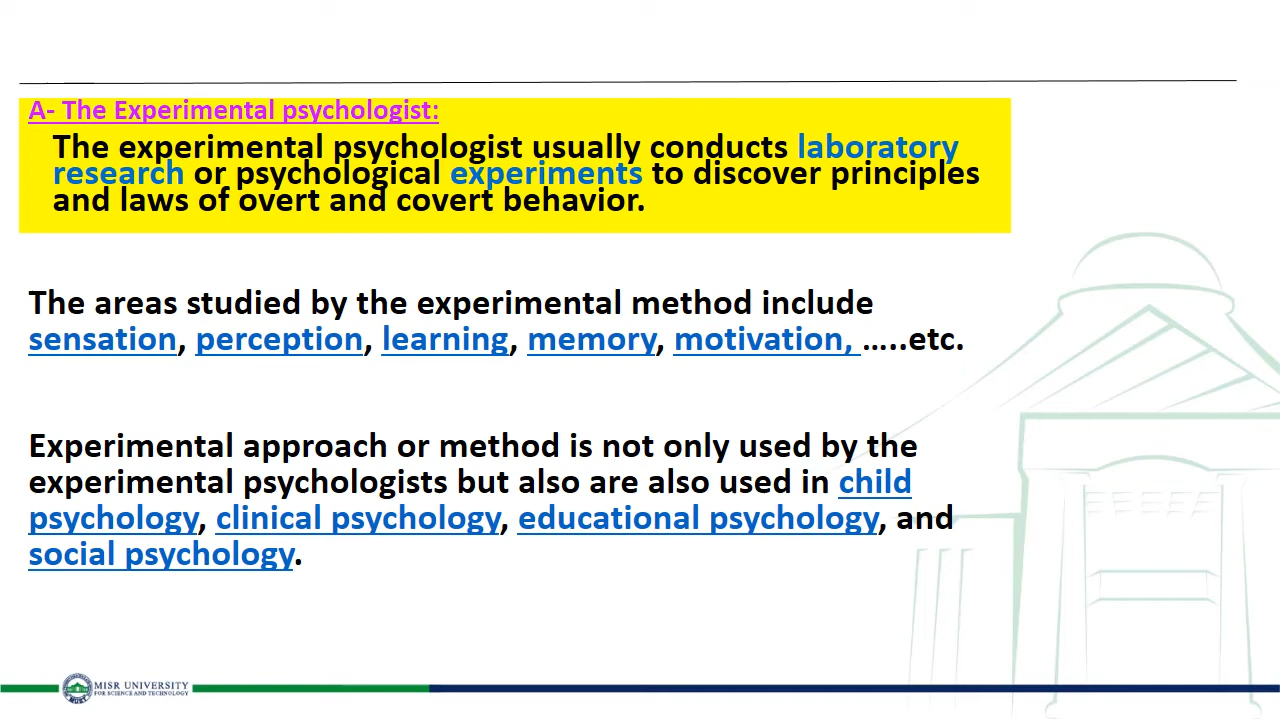 A- The Experimental psychologist:
The experimental psychologist usually conducts laboratory
research or psychological experiments to discover principles
and laws of overt and covert behavior.
The areas studied by the experimental method include
sensation, perception, learning, memory, motivation, …..etc.
Experimental approach or method is not only used by the
experimental psychologists but also are also used in child
psychology, clinical psychology, educational psychology, and
social psychology.
MISR UNIVERSITY
FOR SCIENCE AND TECHNOLOGY
MUST